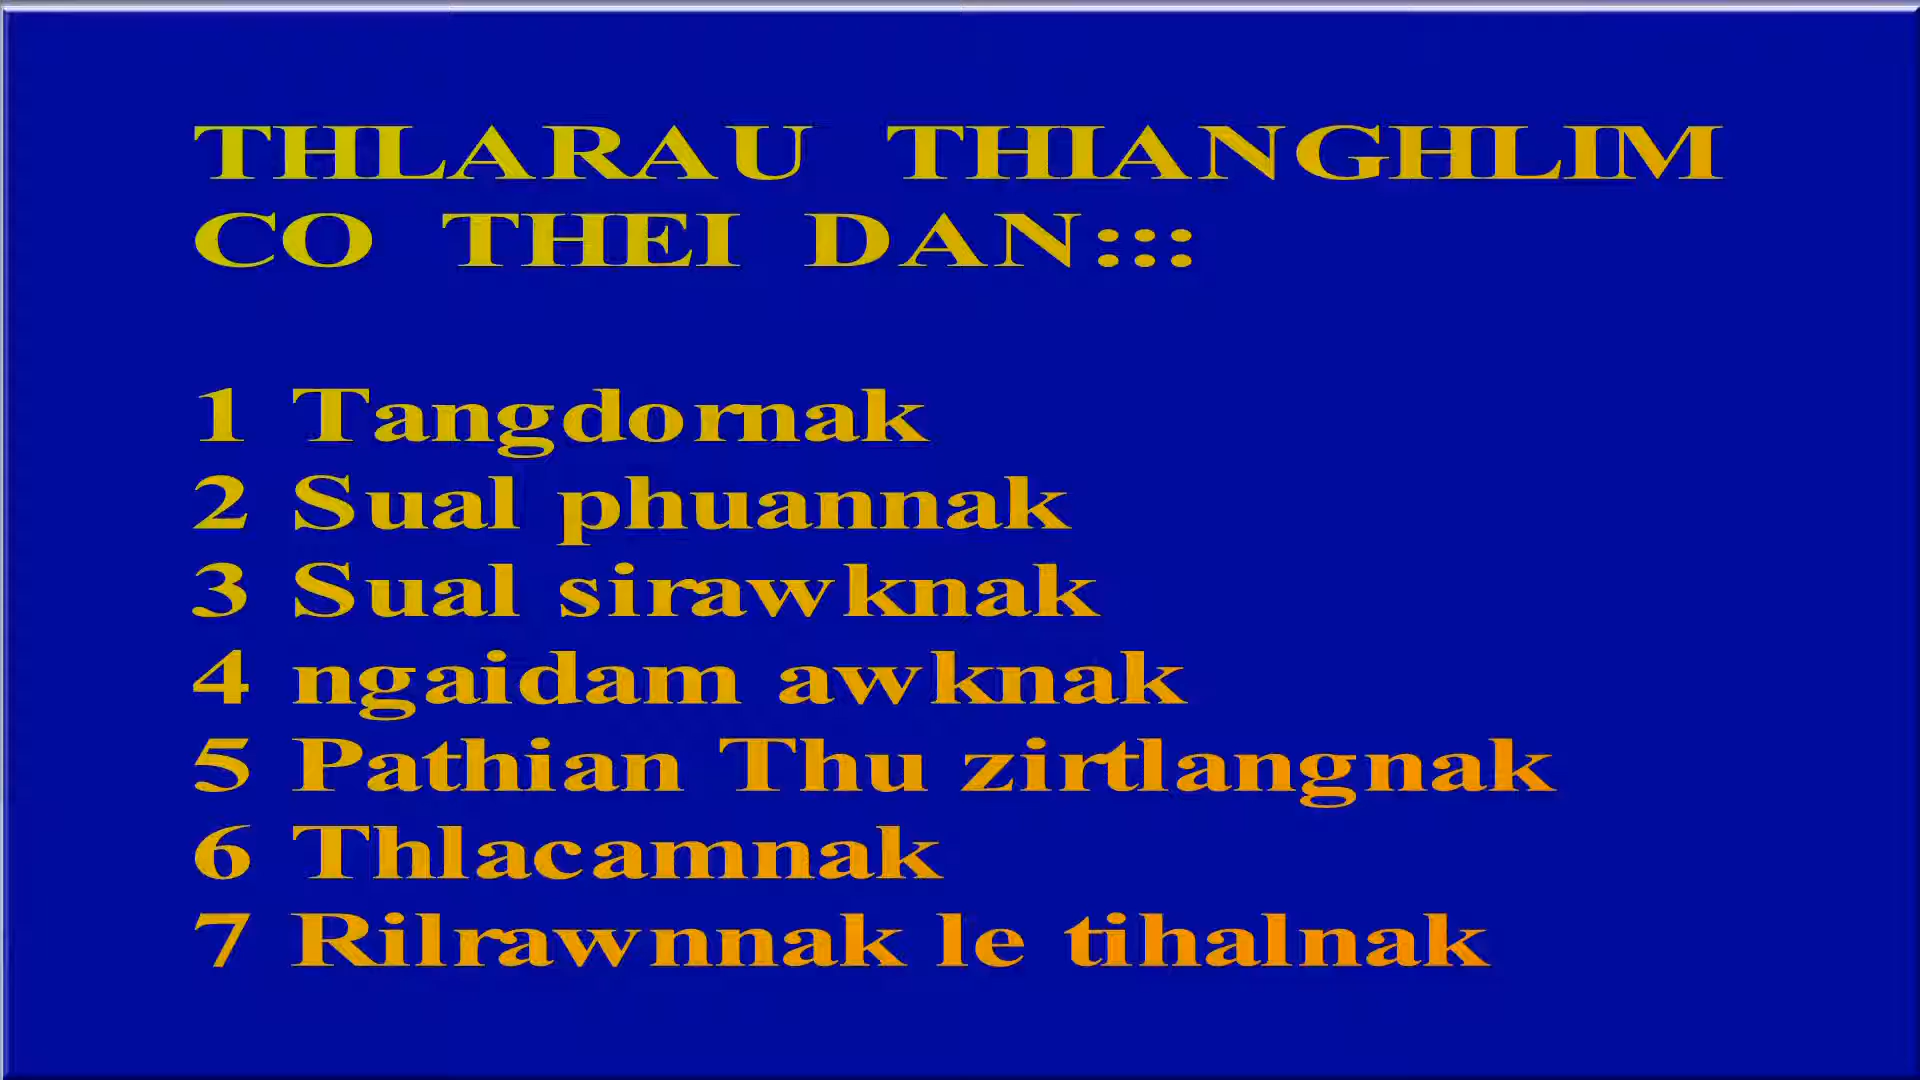 THLARAU THIANGHLIM
CO THEI DAN:::
1 Tangdornak
2 Sual phuannak
3 Sual sirawknak
4 ngaidam awknak
5 Pathian Thu zirtlangnak
6 Thlacamnak
7 Rilrawnnak le tihalnak